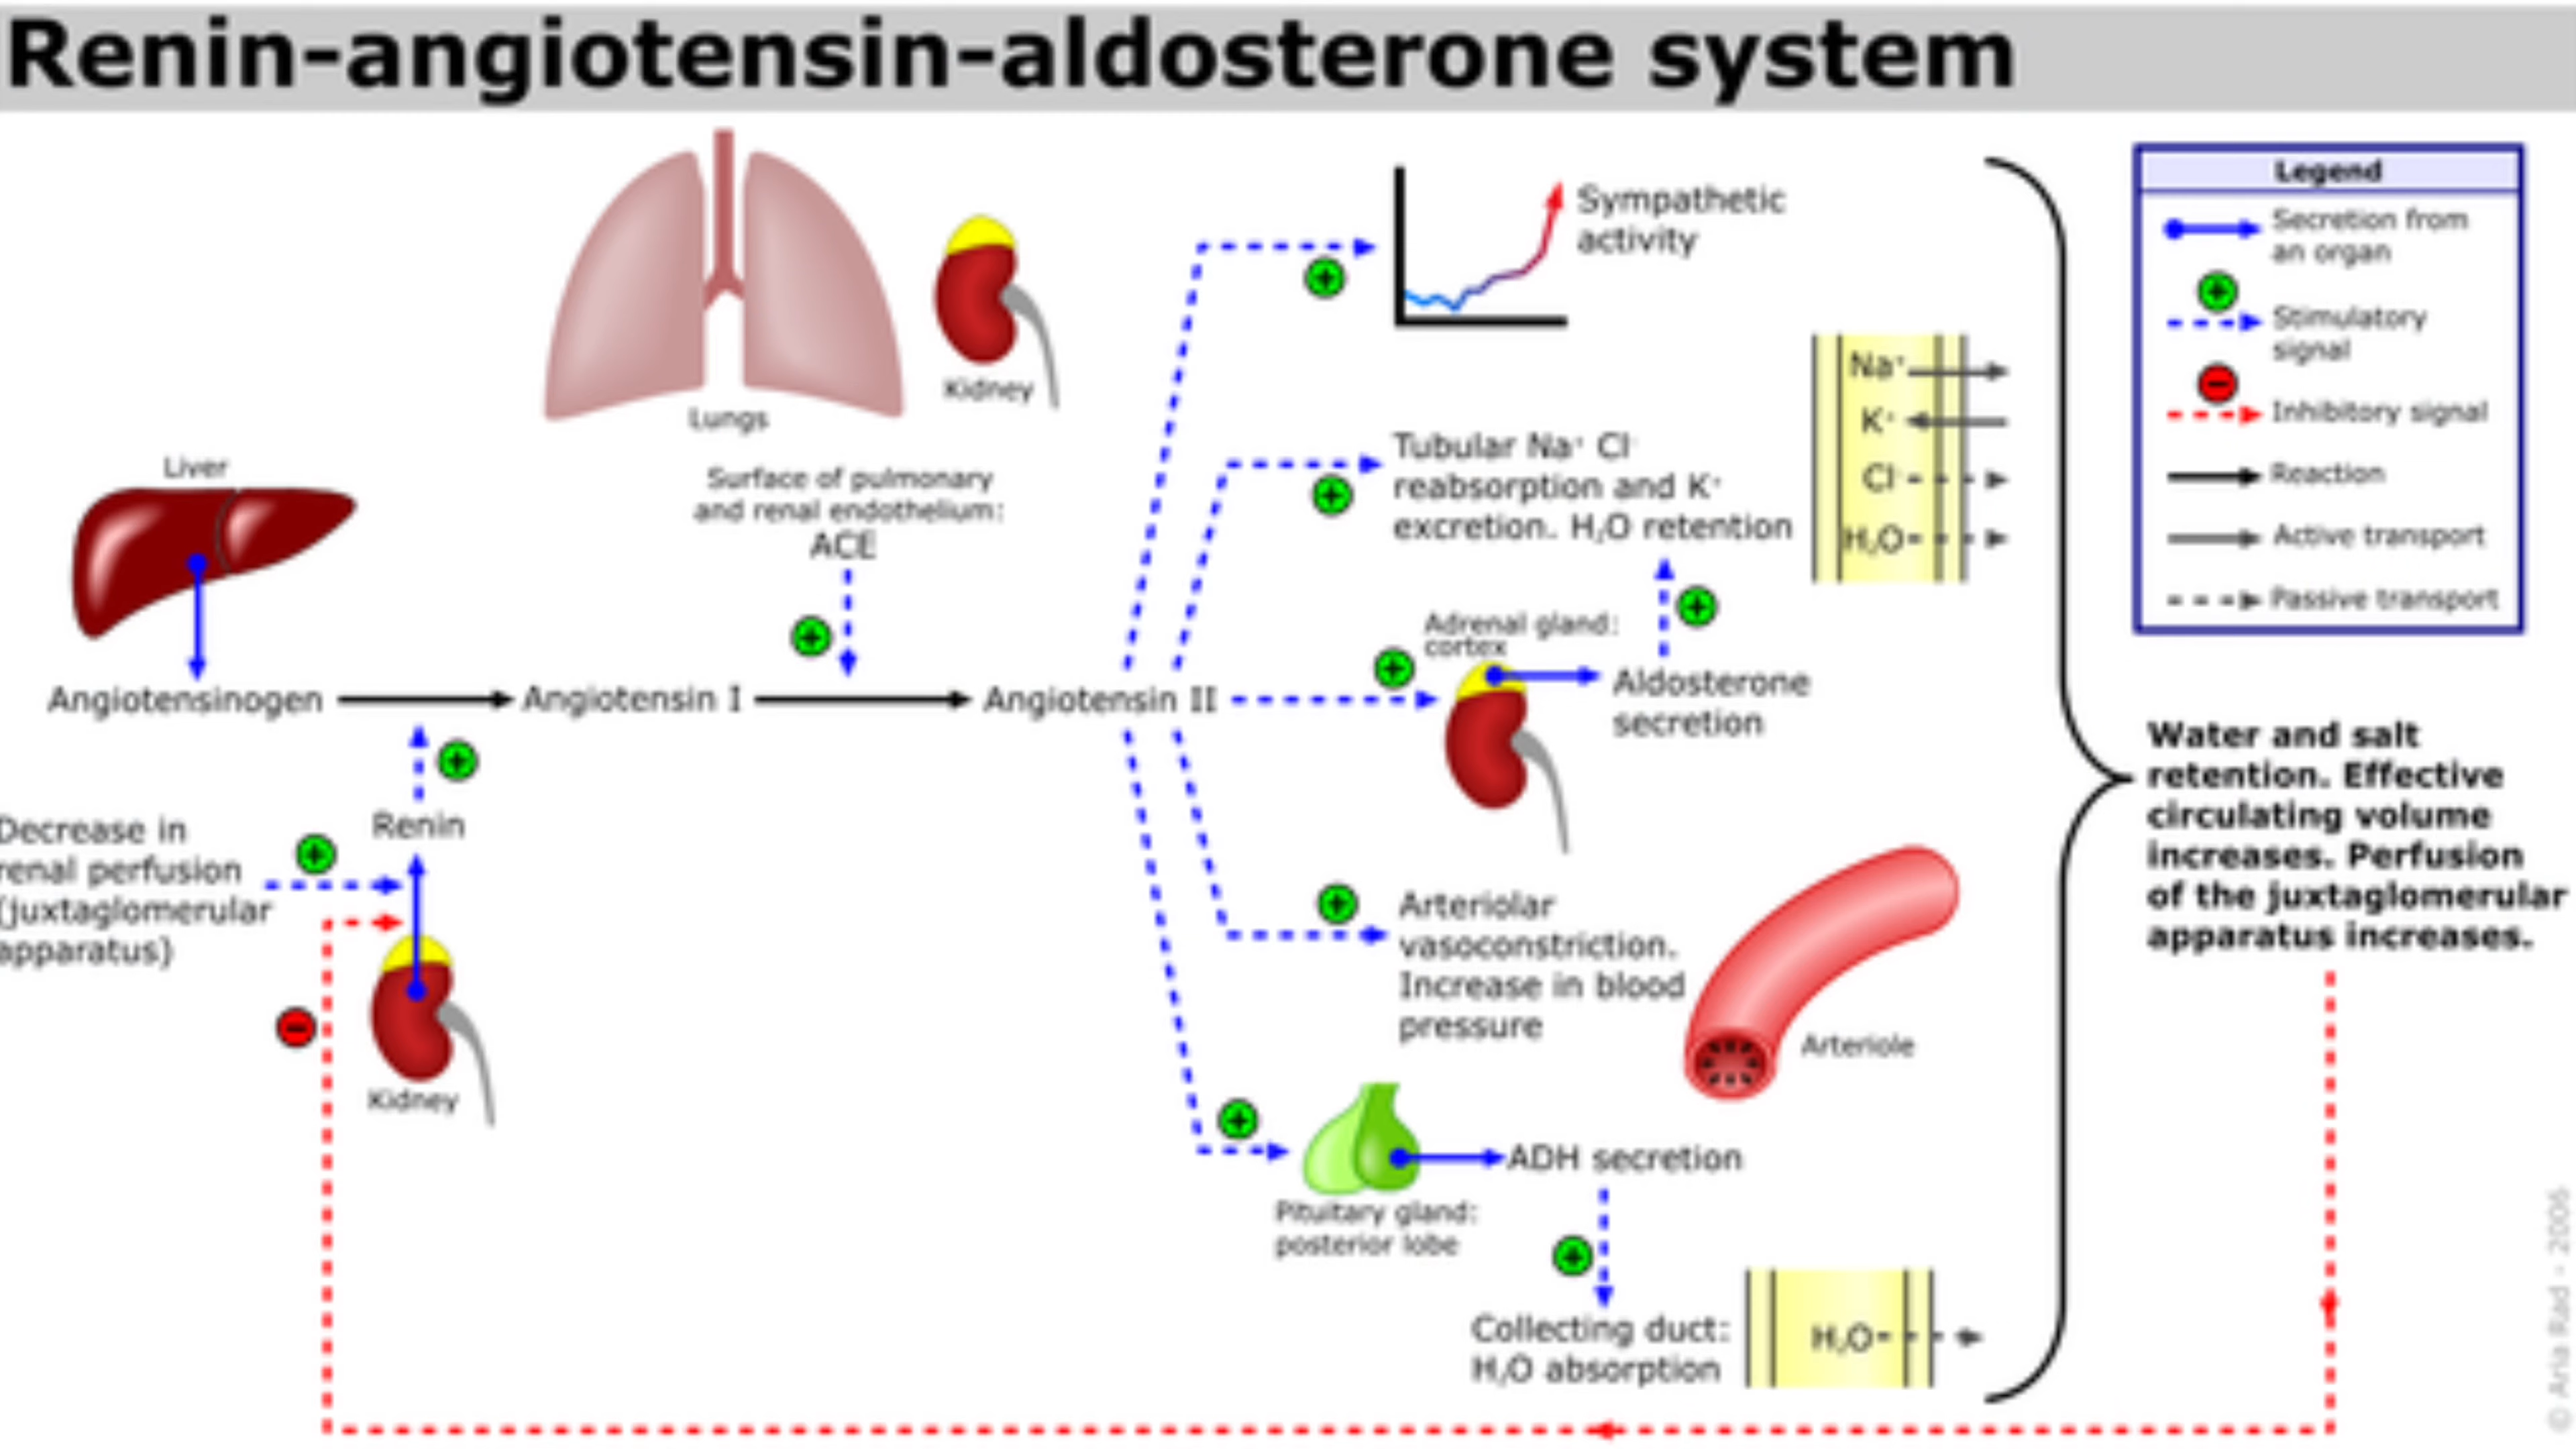 Renin-angiotensin-aldosterone system
Lungs
Kidney
Liver
Surface of pulmonary
and renal endothelium:
ACE
Angiotensinogen
Angiotensin I
Angiotensin II
Decrease in
renal perfusion
(juxtaglomerular
apparatus)
Renin
Kidney
Sympathetic
activity
Tubular Na⁺ Cl⁻
reabsorption and K⁺
excretion. H₂O retention
Na⁺
K⁺
Cl⁻
H₂O
Adrenal gland:
cortex
Aldosterone
secretion
Arteriolar
vasoconstriction.
Increase in blood
pressure
Arteriole
ADH secretion
Pituitary gland:
posterior lobe
Collecting duct:
H₂O absorption
H₂O
Legend
Secretion from
an organ
Stimulatory
signal
Inhibitory signal
Reaction
Active transport
Passive transport
Water and salt
retention. Effective
circulating volume
increases. Perfusion
of the juxtaglomerular
apparatus increases.
© Aria Rad - 2006